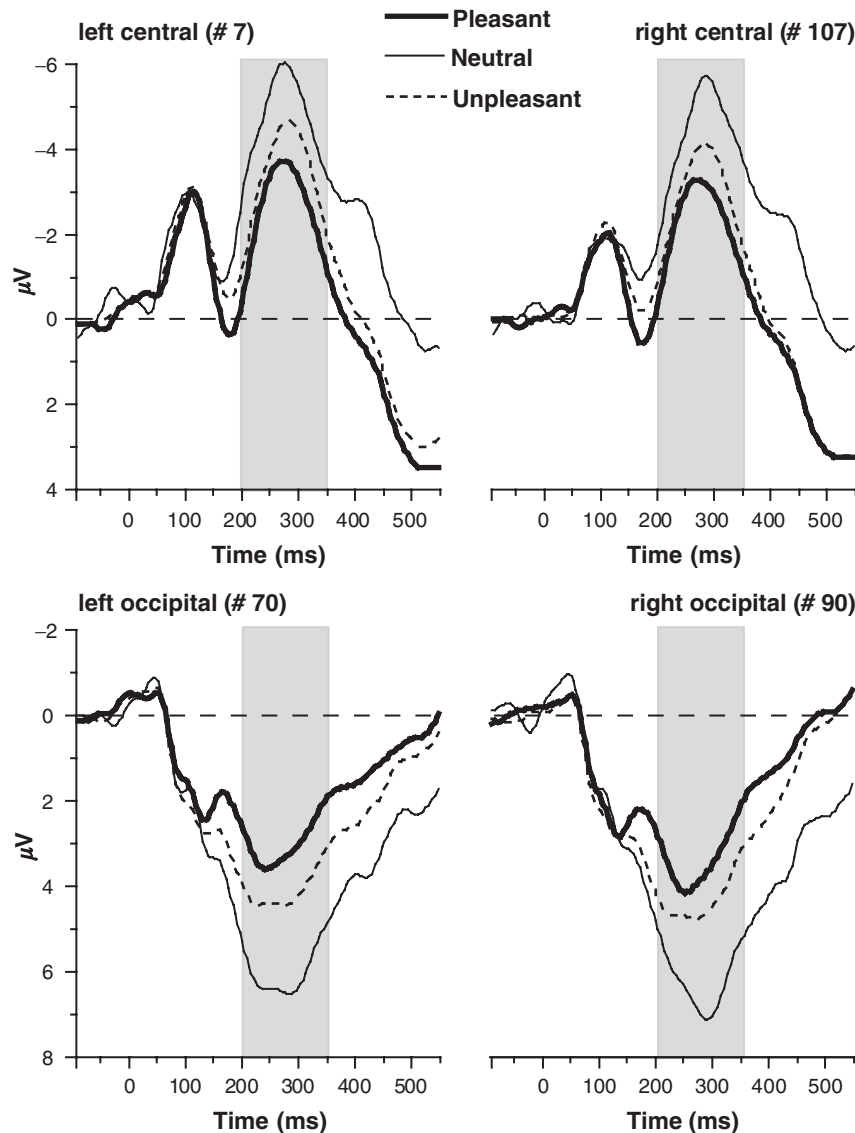 left central (# 7)
Pleasant
Neutral
Unpleasant
right central (# 107)
–6
–4
–2
0
2
4
µV
0 100 200 300 400 500
Time (ms)
0 100 200 300 400 500
Time (ms)
left occipital (# 70)
right occipital (# 90)
–2
0
2
4
6
8
µV
0 100 200 300 400 500
Time (ms)
0 100 200 300 400 500
Time (ms)